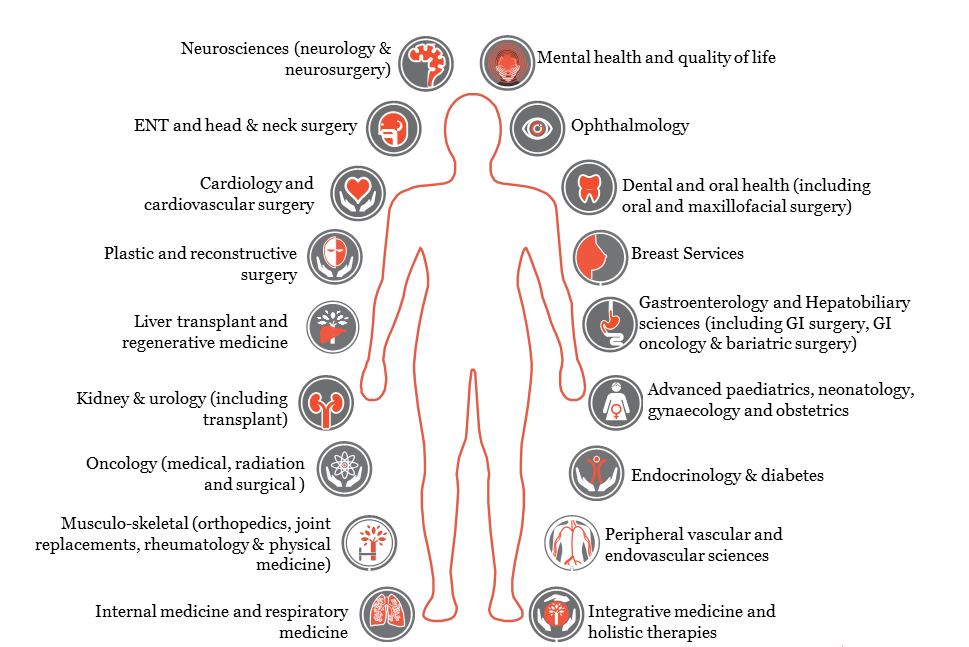 Neurosciences (neurology &
neurosurgery)
ENT and head & neck surgery
Cardiology and
cardiovascular surgery
Plastic and reconstructive
surgery
Liver transplant and
regenerative medicine
Kidney & urology (including
transplant)
Oncology (medical, radiation
and surgical )
Musculo-skeletal (orthopedics, joint
replacements, rheumatology & physical
medicine)
Internal medicine and respiratory
medicine
Mental health and quality of life
Ophthalmology
Dental and oral health (including
oral and maxillofacial surgery)
Breast Services
Gastroenterology and Hepatobiliary
sciences (including GI surgery, GI
oncology & bariatric surgery)
Advanced paediatrics, neonatology,
gynaecology and obstetrics
Endocrinology & diabetes
Peripheral vascular and
endovascular sciences
Integrative medicine and
holistic therapies